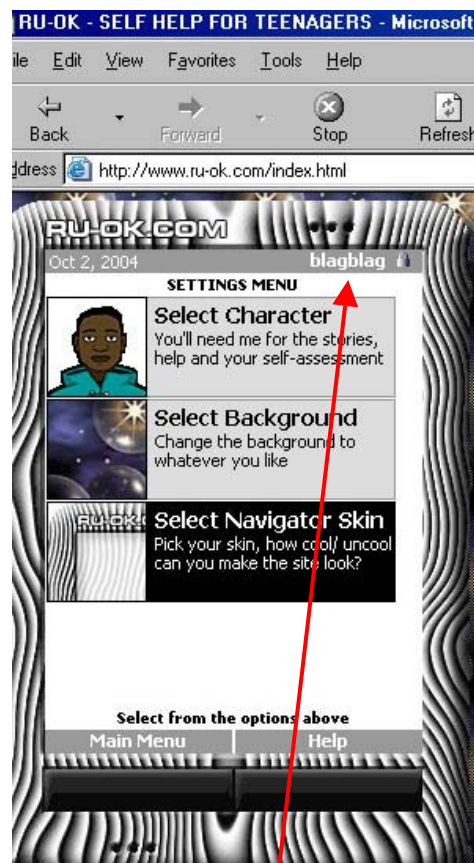 RU-OK - SELF HELP FOR TEENAGERS - Microsoft
ile Edit View Favorites Tools Help
Back Forward Stop Refresh
ddress http://www.ru-ok.com/index.html
RU-OK.COM
Oct 2, 2004 blagblag
SETTINGS MENU
Select Character
You'll need me for the stories,
help and your self-assessment
Select Background
Change the background to
whatever you like
RU-OK.
Select Navigator Skin
Pick your skin, how cool/ uncool
can you make the site look?
Select from the options above
Main Menu Help